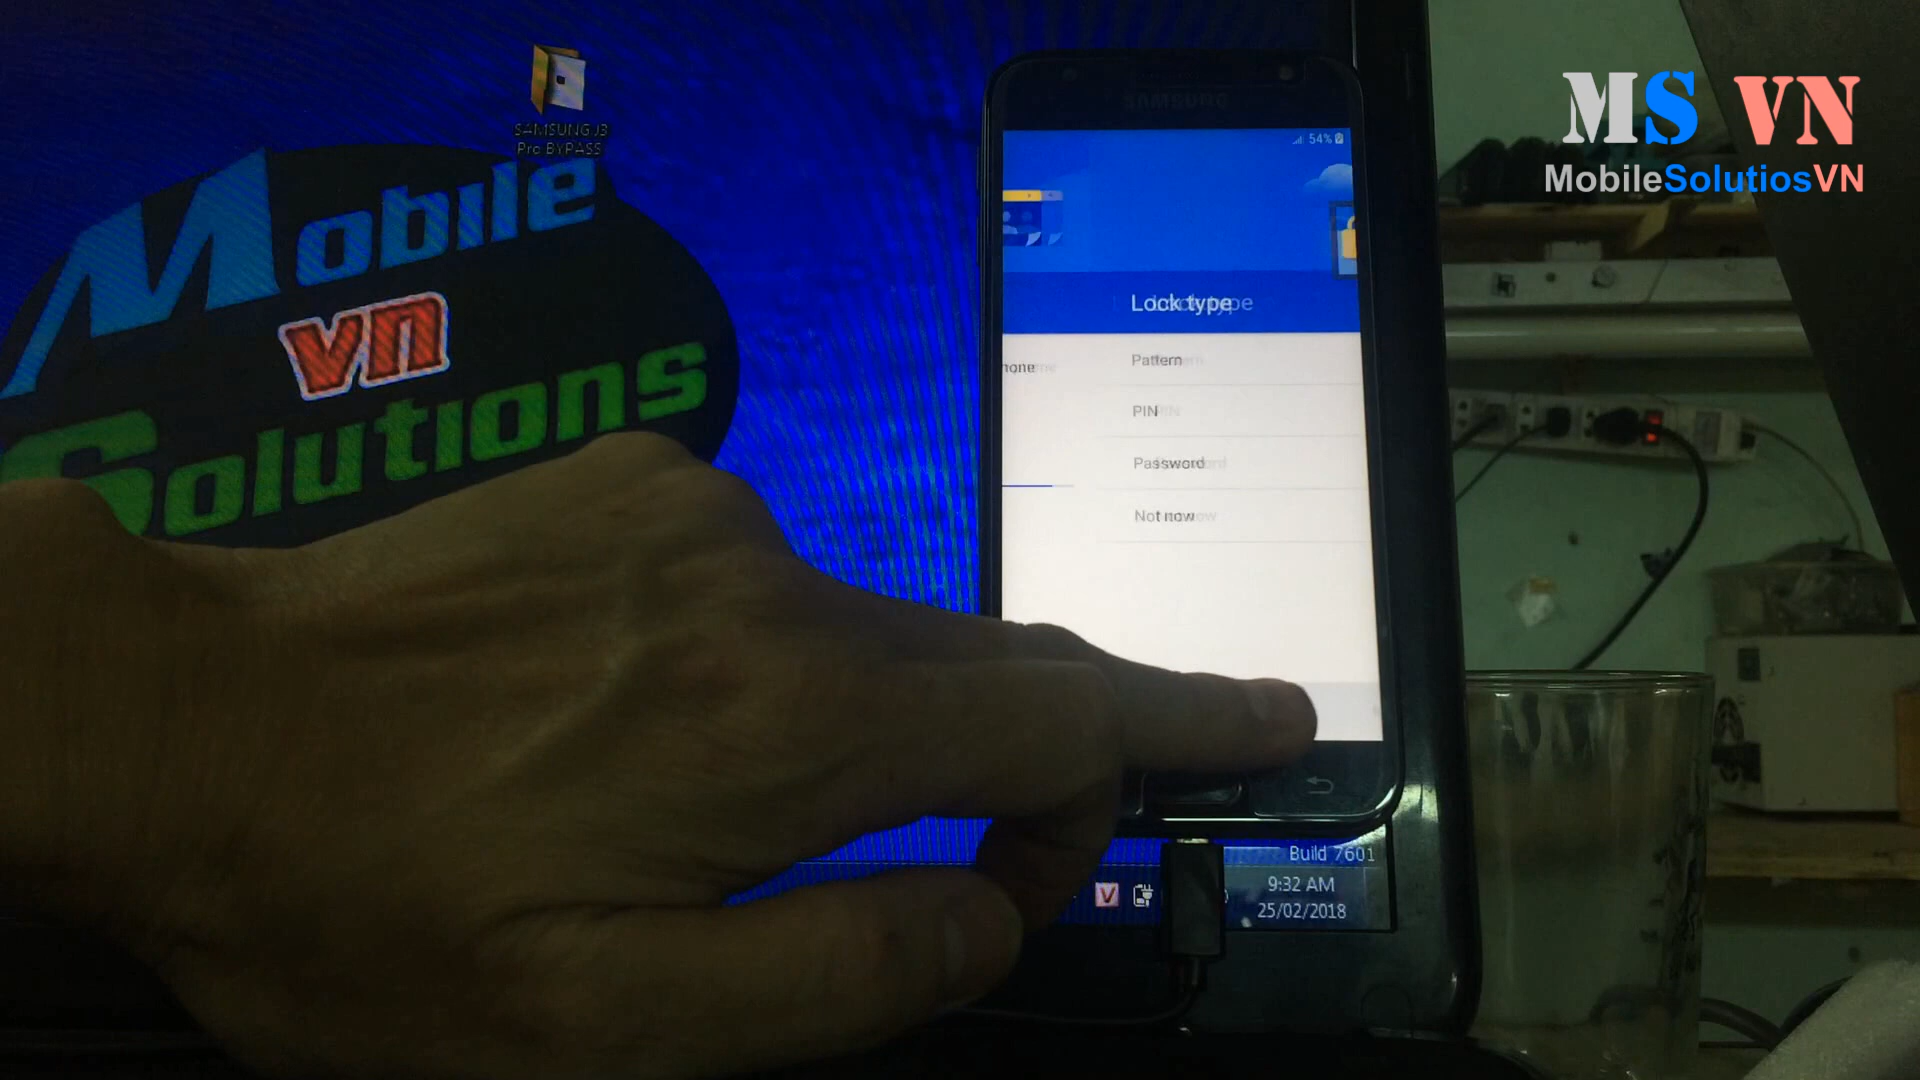 SAMSUNG J3
Pro BYPASS
Mobile
vn
Solutions
SAMSUNG
54%
Lock type
Pattern
PIN
Password
Not now
MS VN
MobileSolutiosVN
Build 7601
V
9:32 AM
25/02/2018